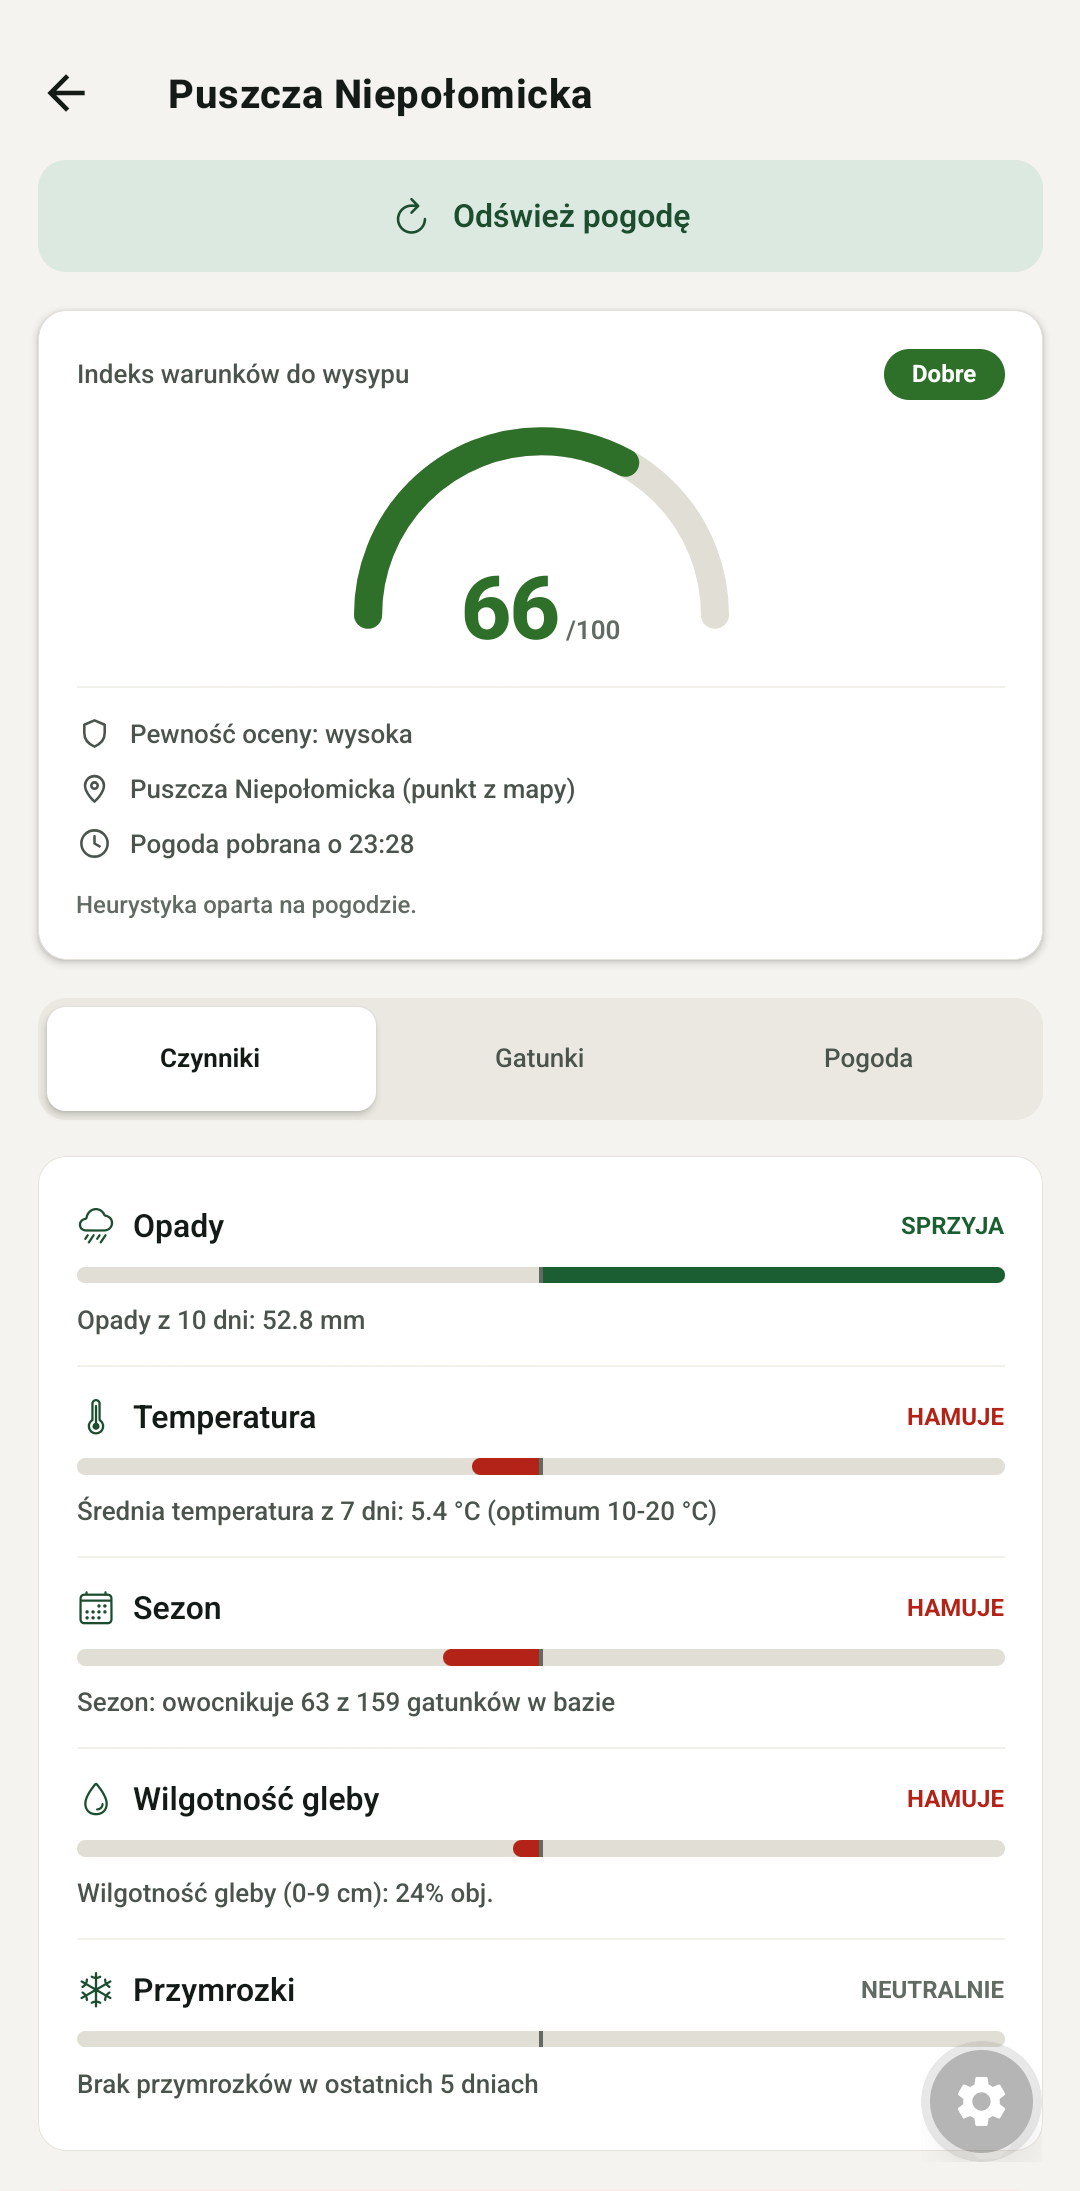 Puszcza Niepołomicka
Odśwież pogodę
Indeks warunków do wysypu
Dobre
66 /100
Pewność oceny: wysoka
Puszcza Niepołomicka (punkt z mapy)
Pogoda pobrana o 23:28
Heurystyka oparta na pogodzie.
Czynniki
Gatunki
Pogoda
Opady
SPRZYJA
Opady z 10 dni: 52.8 mm
Temperatura
HAMUJE
Średnia temperatura z 7 dni: 5.4 °C (optimum 10-20 °C)
Sezon
HAMUJE
Sezon: owocnikuje 63 z 159 gatunków w bazie
Wilgotność gleby
HAMUJE
Wilgotność gleby (0-9 cm): 24% obj.
Przymrozki
NEUTRALNIE
Brak przymrozków w ostatnich 5 dniach